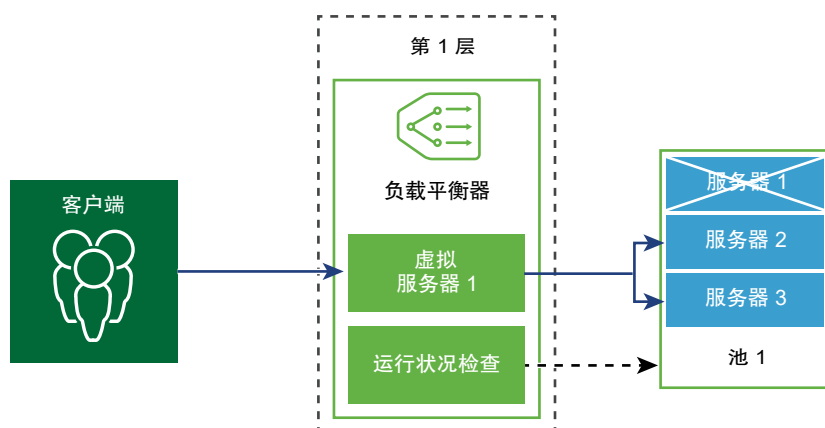 第 1 层
负载平衡器
客户端
虚拟
服务器 1
运行状况检查
服务器 1
服务器 2
服务器 3
池 1